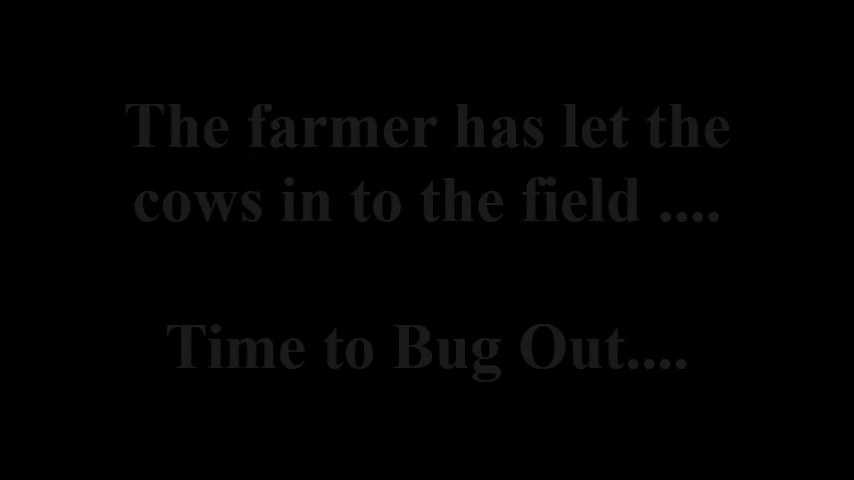 The farmer has let the
cows in to the field ....
Time to Bug Out....